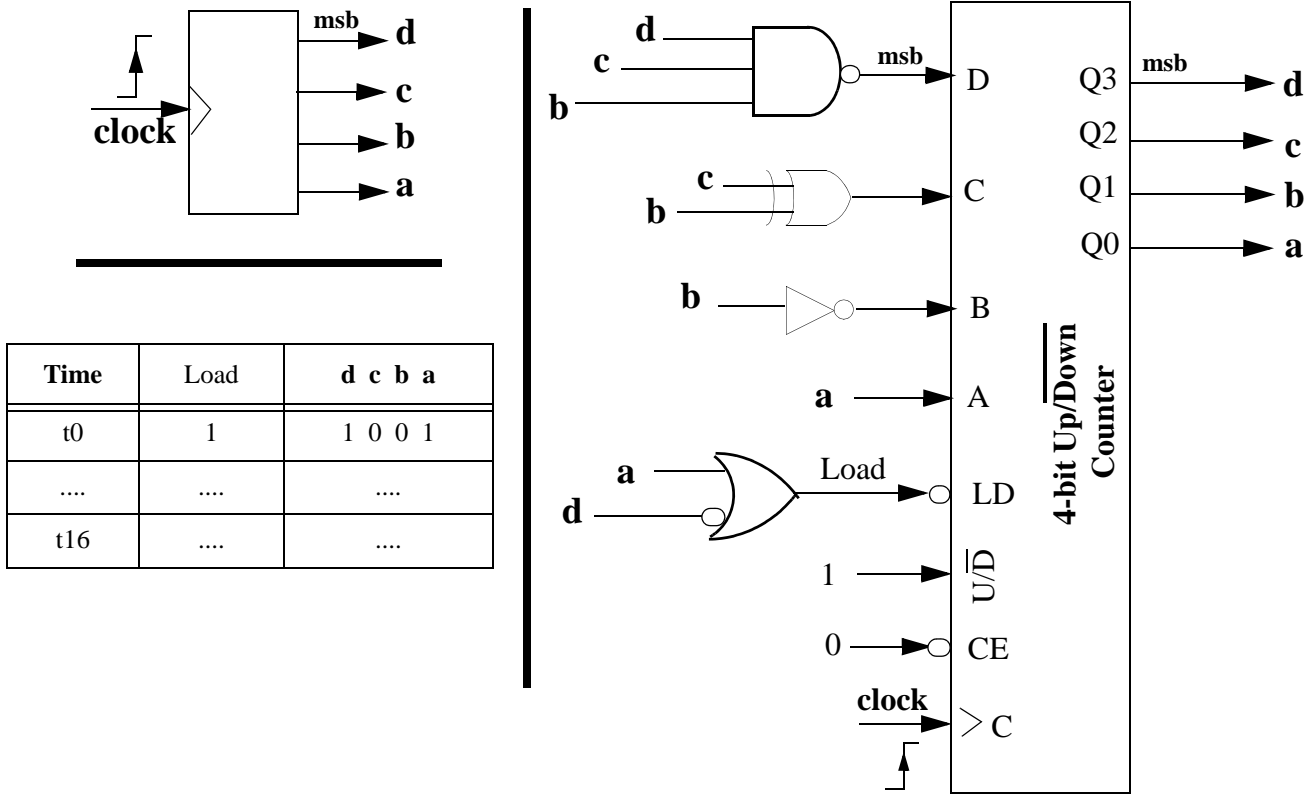 msb
d
c
b
a
clock
Time Load d c b a
t0 1 1 0 0 1
.... .... ....
t16 .... ....
d
c
b
msb
D
c
b
C
b
B
a
A
a
d
Load
LD
1
U/D̅
0
CE
clock
C
4-bit Up/D̅o̅w̅n̅
Counter
Q3
Q2
Q1
Q0
msb
d
c
b
a